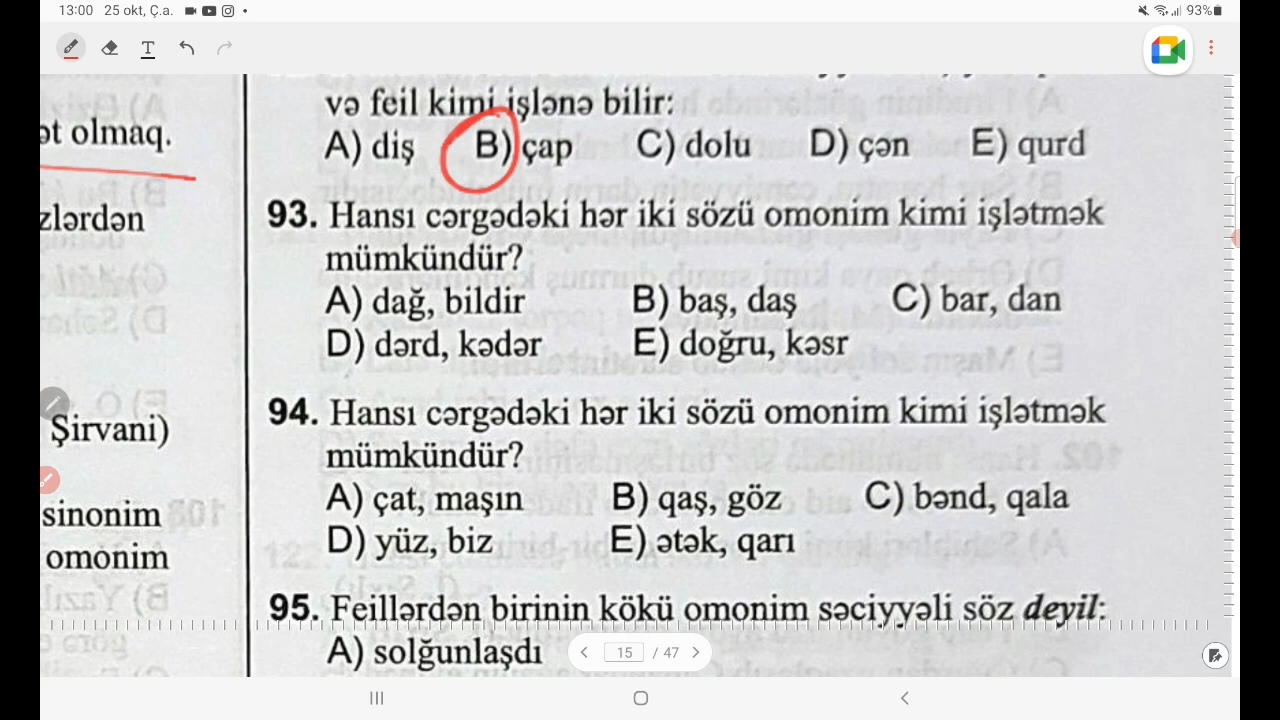 13:00 25 okt, Ç.a. 93%
T
ət olmaq.
zlərdən
Şirvani)
sinonim
omonim
və feil kimi işlənə bilir:
A) diş B) çap C) dolu D) çən E) qurd
93. Hansı cərgədəki hər iki sözü omonim kimi işlətmək
mümkündür?
A) dağ, bildir B) baş, daş C) bar, dan
D) dərd, kədər E) doğru, kəsr
94. Hansı cərgədəki hər iki sözü omonim kimi işlətmək
mümkündür?
A) çat, maşın B) qaş, göz C) bənd, qala
D) yüz, biz E) ətək, qarı
95. Feillərdən birinin kökü omonim səciyyəli söz deyil:
A) solğunlaşdı
15 / 47